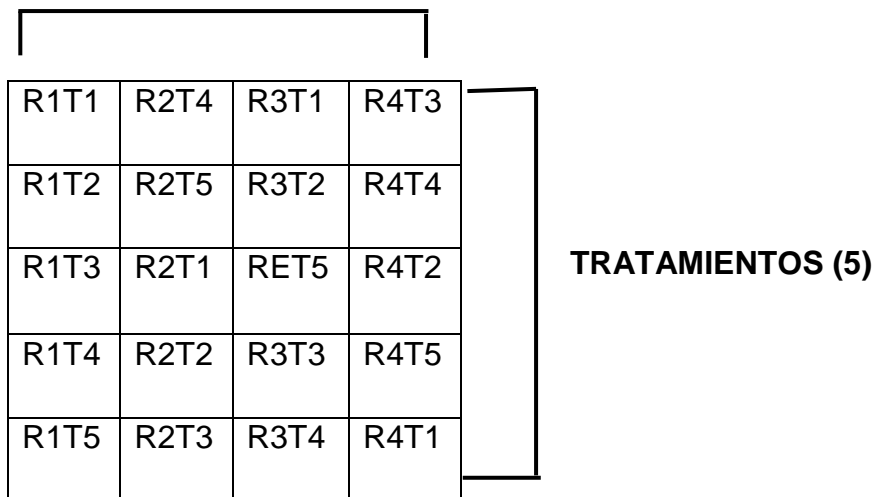 R1T1 R2T4 R3T1 R4T3
R1T2 R2T5 R3T2 R4T4
R1T3 R2T1 RET5 R4T2
TRATAMIENTOS (5)
R1T4 R2T2 R3T3 R4T5
R1T5 R2T3 R3T4 R4T1